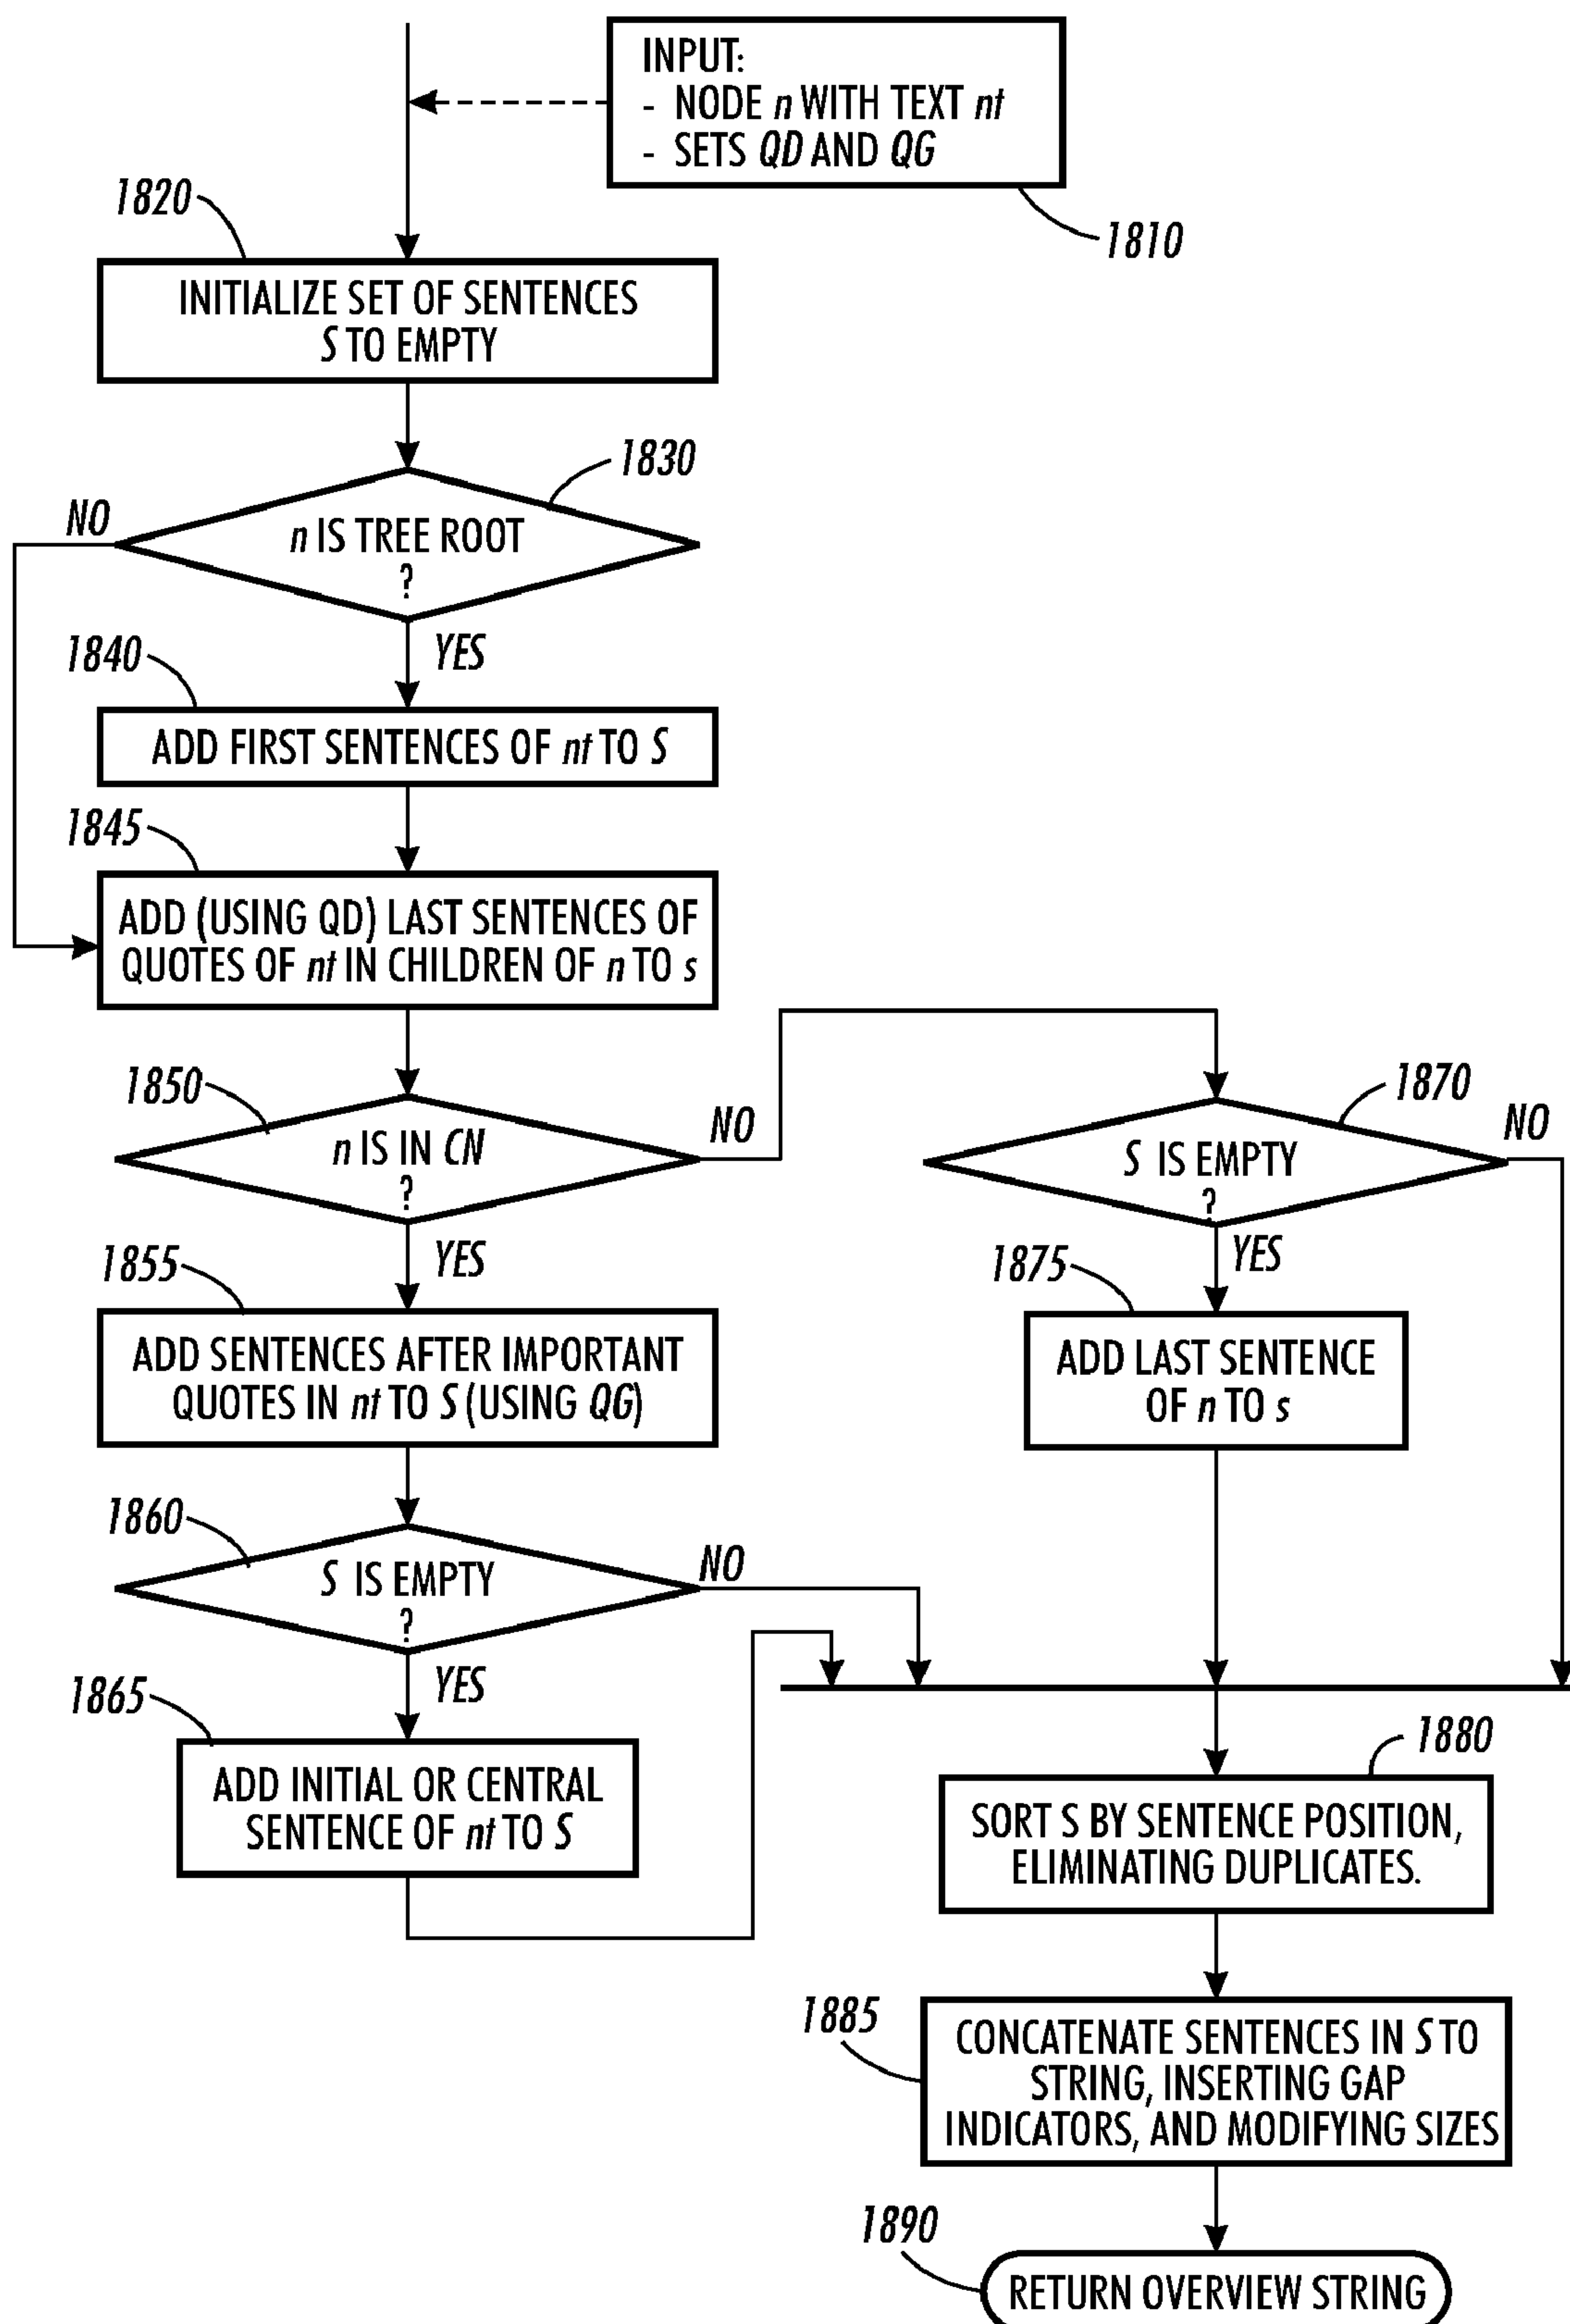 INPUT:
- NODE n WITH TEXT nt
- SETS QD AND QG
1810
1820
INITIALIZE SET OF SENTENCES
S TO EMPTY
1830
n IS TREE ROOT
?
NO
YES
1840
ADD FIRST SENTENCES OF nt TO S
1845
ADD (USING QD) LAST SENTENCES OF
QUOTES OF nt IN CHILDREN OF n TO s
1850
n IS IN CN
?
NO
YES
1855
ADD SENTENCES AFTER IMPORTANT
QUOTES IN nt TO S (USING QG)
1860
S IS EMPTY
?
NO
YES
1865
ADD INITIAL OR CENTRAL
SENTENCE OF nt TO S
1870
S IS EMPTY
?
NO
YES
1875
ADD LAST SENTENCE
OF n TO s
1880
SORT S BY SENTENCE POSITION,
ELIMINATING DUPLICATES.
1885
CONCATENATE SENTENCES IN S TO
STRING, INSERTING GAP
INDICATORS, AND MODIFYING SIZES
1890
RETURN OVERVIEW STRING